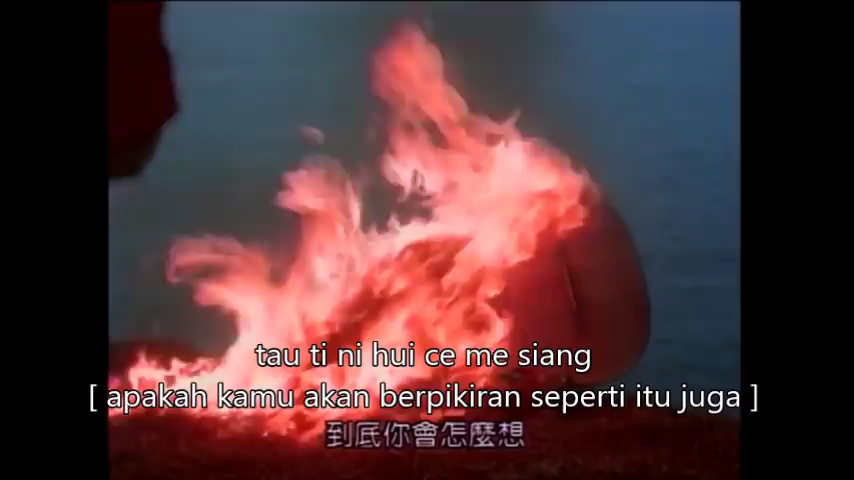 tau ti ni hui ce me siang
[ apakah kamu akan berpikiran seperti itu juga ]
到底你會怎麼想